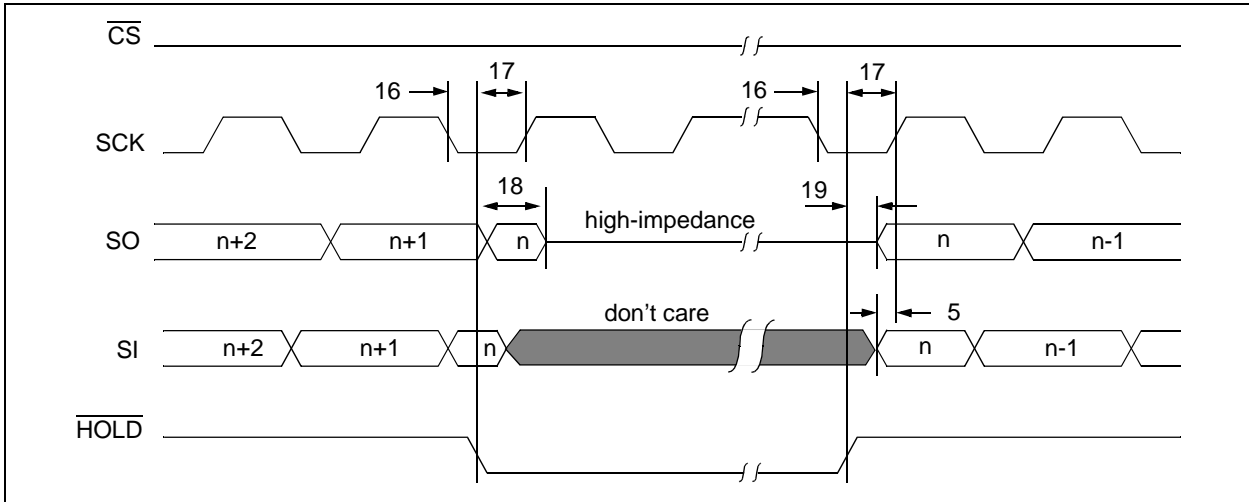 CS
17
17
16
16
SCK
18
19
high-impedance
SO
n+2
n+1
n
n
n-1
don't care
5
SI
n+2
n+1
n
n
n-1
HOLD